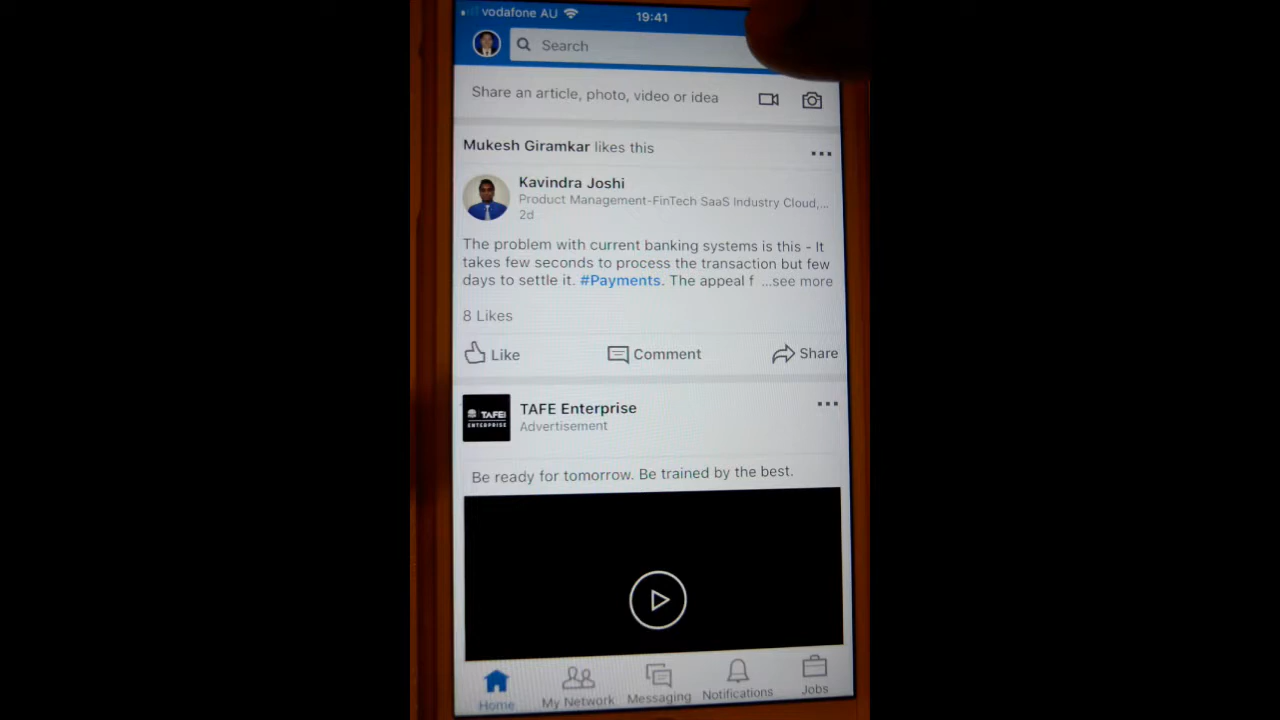 vodafone AU
19:41
Search
Share an article, photo, video or idea
Mukesh Giramkar likes this
Kavindra Joshi
Product Management-FinTech SaaS Industry Cloud,...
2d
The problem with current banking systems is this - It
takes few seconds to process the transaction but few
days to settle it. #Payments. The appeal f ...see more
8 Likes
Like Comment Share
TAFE ENTERPRISE
TAFE Enterprise
Advertisement
Be ready for tomorrow. Be trained by the best.
Home My Network Messaging Notifications Jobs